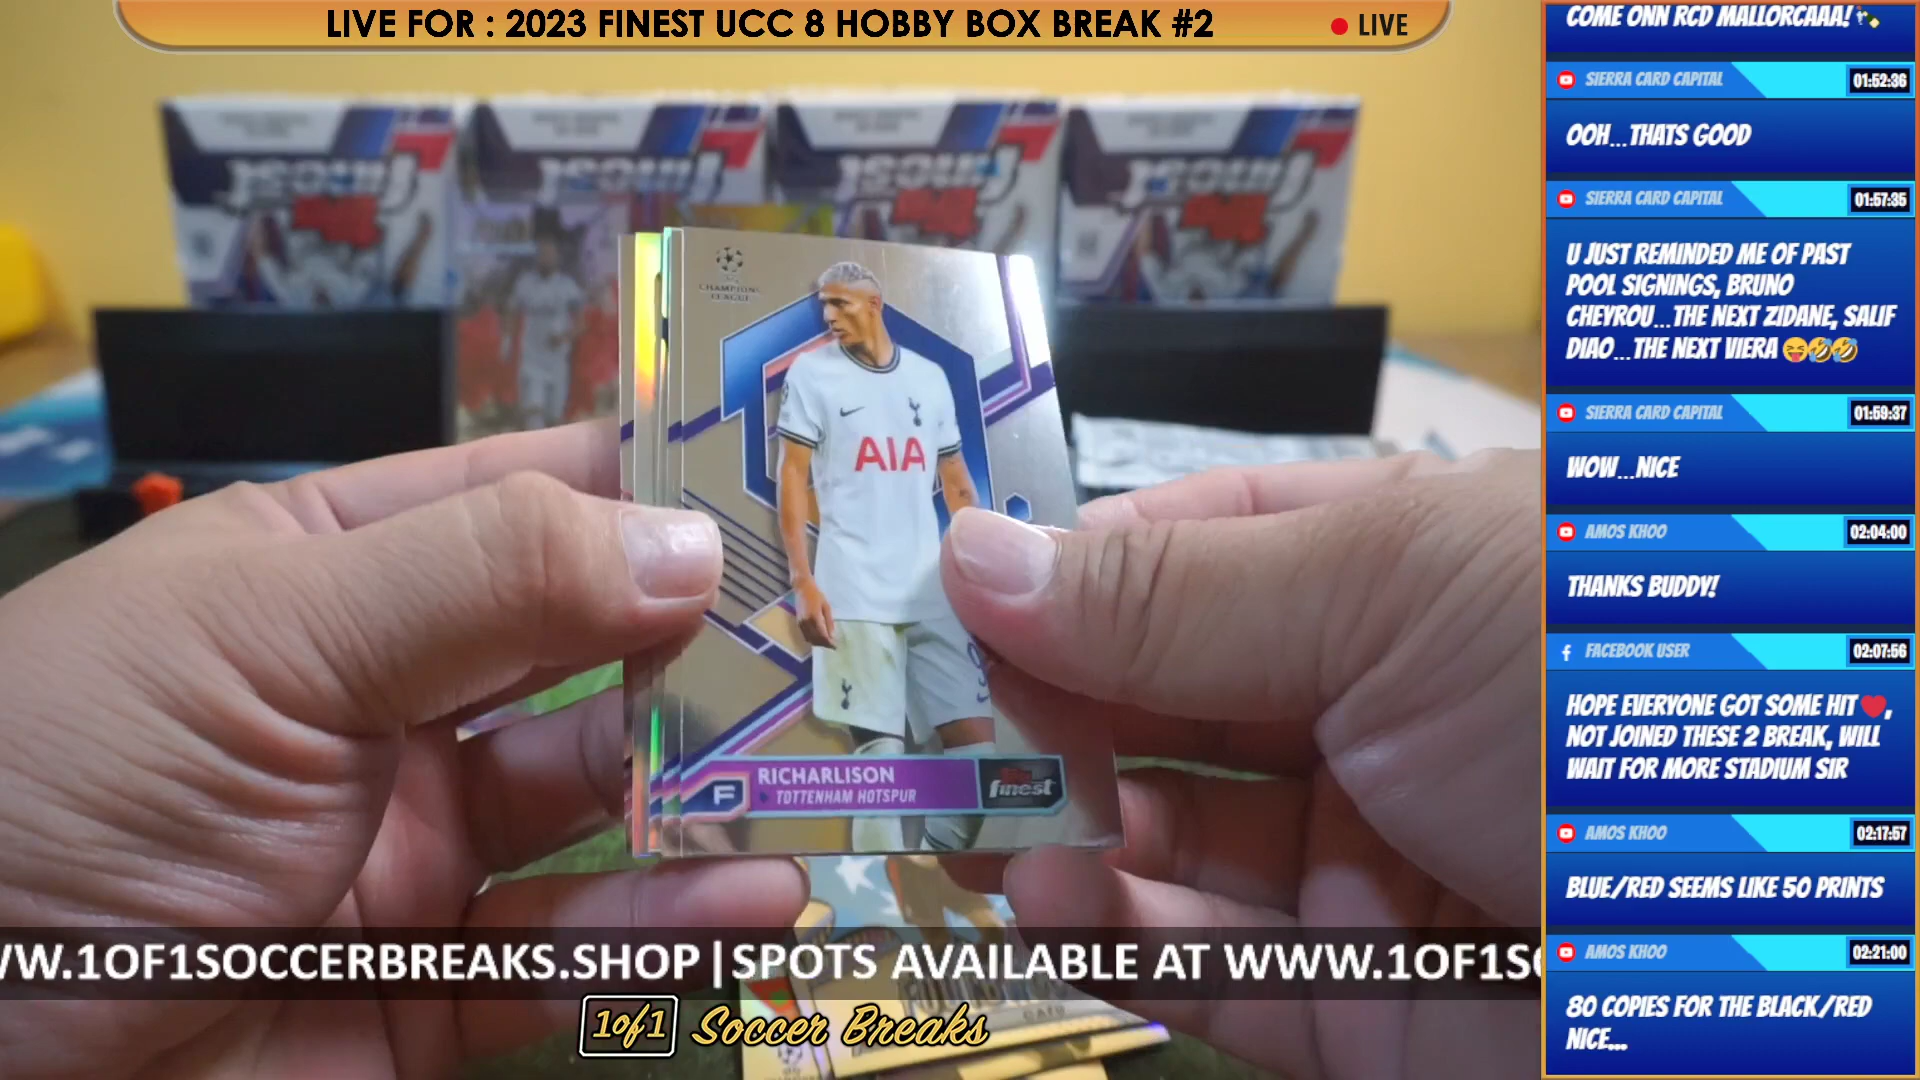 LIVE FOR : 2023 FINEST UCC 8 HOBBY BOX BREAK #2
LIVE
CHAMPIONS
LEAGUE
AIA
RICHARLISON
TOTTENHAM HOTSPUR
F
finest
WW.1OF1SOCCERBREAKS.SHOP | SPOTS AVAILABLE AT WWW.1OF1S
1of1 Soccer Breaks
COME ONN RCD MALLORCAAA!
SIERRA CARD CAPITAL 01:52:36
OOH...THATS GOOD
SIERRA CARD CAPITAL 01:57:35
U JUST REMINDED ME OF PAST
POOL SIGNINGS, BRUNO
CHEYROU...THE NEXT ZIDANE, SALIF
DIAO...THE NEXT VIERA 😝🤣🤣
SIERRA CARD CAPITAL 01:59:37
WOW...NICE
AMOS KHOO 02:04:00
THANKS BUDDY!
FACEBOOK USER 02:07:56
HOPE EVERYONE GOT SOME HIT❤️,
NOT JOINED THESE 2 BREAK, WILL
WAIT FOR MORE STADIUM SIR
AMOS KHOO 02:17:57
BLUE/RED SEEMS LIKE 50 PRINTS
AMOS KHOO 02:21:00
80 COPIES FOR THE BLACK/RED
NICE...